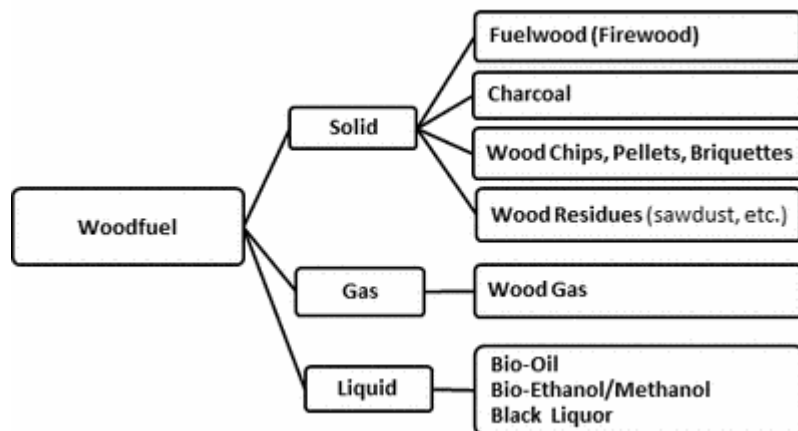 Woodfuel
Solid
Fuelwood (Firewood)
Charcoal
Wood Chips, Pellets, Briquettes
Wood Residues (sawdust, etc.)
Gas
Wood Gas
Liquid
Bio-Oil
Bio-Ethanol/Methanol
Black Liquor